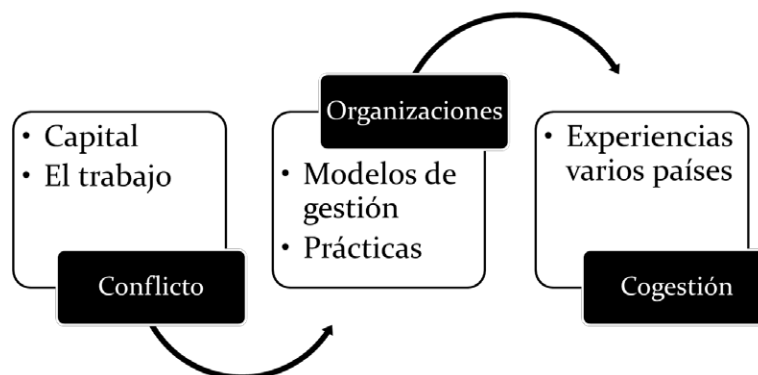 • Capital
• El trabajo
Conflicto
Organizaciones
• Modelos de
gestión
• Prácticas
• Experiencias
varios países
Cogestión